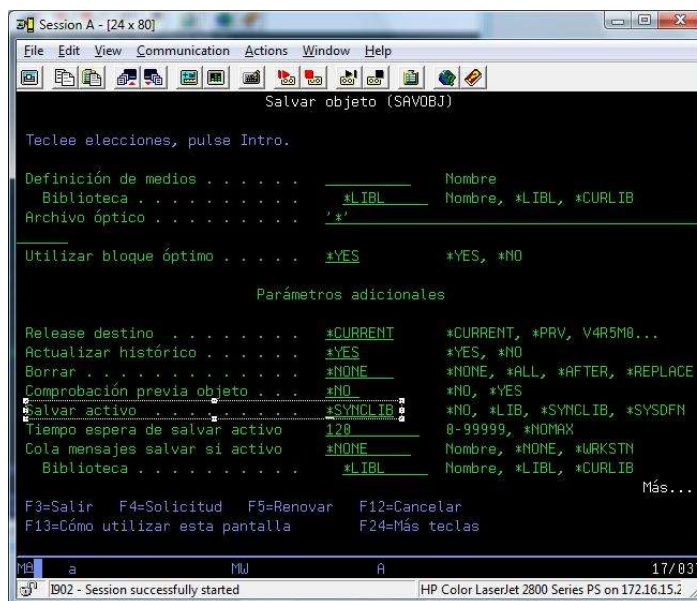 Session A - [24 x 80]
File Edit View Communication Actions Window Help
Salvar objeto (SAVOBJ)
Teclee elecciones, pulse Intro.
Definición de medios . . . . . . Nombre
Biblioteca . . . . . . . . . . *LIBL Nombre, *LIBL, *CURLIB
Archivo óptico . . . . . . . . . '*'
Utilizar bloque óptimo . . . . . *YES *YES, *NO
Parámetros adicionales
Release destino . . . . . . . . *CURRENT *CURRENT, *PRV, V4R5M0...
Actualizar histórico . . . . . . *YES *YES, *NO
Borrar . . . . . . . . . . . . . *NONE *NONE, *ALL, *AFTER, *REPLACE
Comprobación previa objeto . . . *NO *NO, *YES
Salvar activo . . . . . . . . . *SYNCLIB *NO, *LIB, *SYNCLIB, *SYSDFN
Tiempo espera de salvar activo 120 0-99999, *NOMAX
Cola mensajes salvar si activo *NONE Nombre, *NONE, *WRKSTN
Biblioteca . . . . . . . . . . *LIBL Nombre, *LIBL, *CURLIB
Más...
F3=Salir F4=Solicitud F5=Renovar F12=Cancelar
F13=Cómo utilizar esta pantalla F24=Más teclas
MA a MW A 17/037
I902 - Session successfully started HP Color LaserJet 2800 Series PS on 172.16.15.2